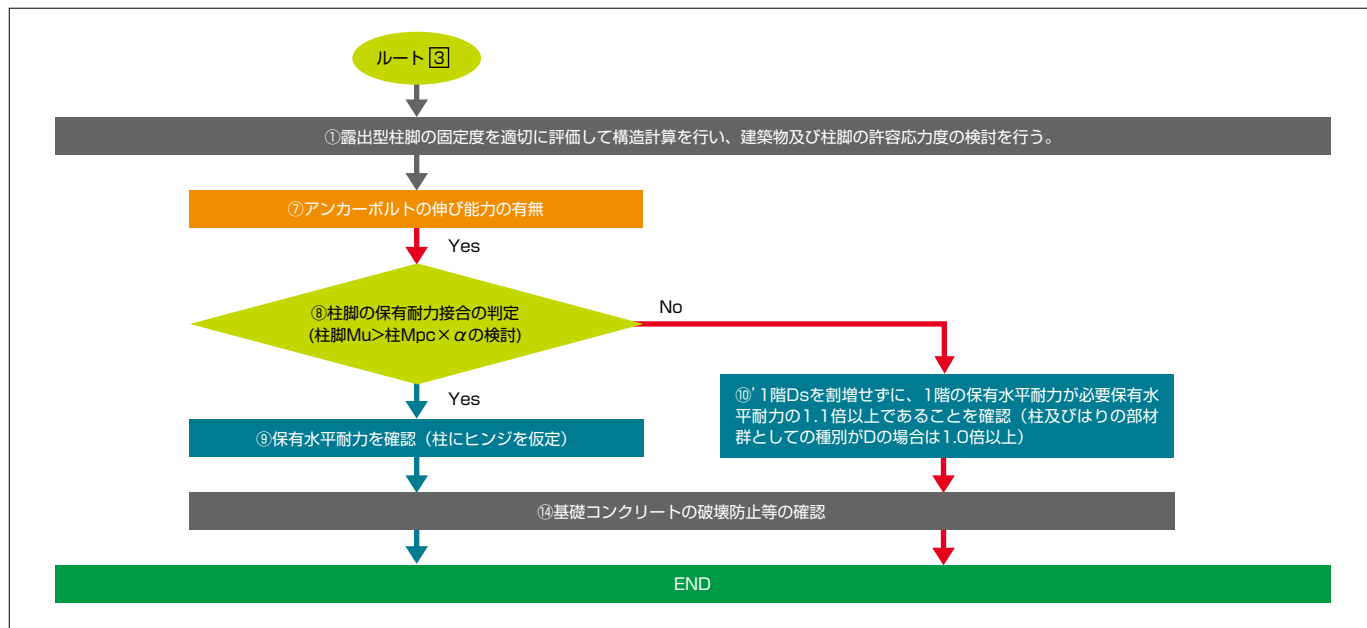 ルート 3
①露出型柱脚の固定度を適切に評価して構造計算を行い、建築物及び柱脚の許容応力度の検討を行う。
⑦アンカーボルトの伸び能力の有無
Yes
⑧柱脚の保有耐力接合の判定
(柱脚Mu>柱Mpc×αの検討)
No
Yes
⑨保有水平耐力を確認（柱にヒンジを仮定）
⑩' 1階Dsを割増せずに、1階の保有水平耐力が必要保有水
平耐力の1.1倍以上であることを確認（柱及びはりの部材
群としての種別がDの場合は1.0倍以上）
⑭基礎コンクリートの破壊防止等の確認
END